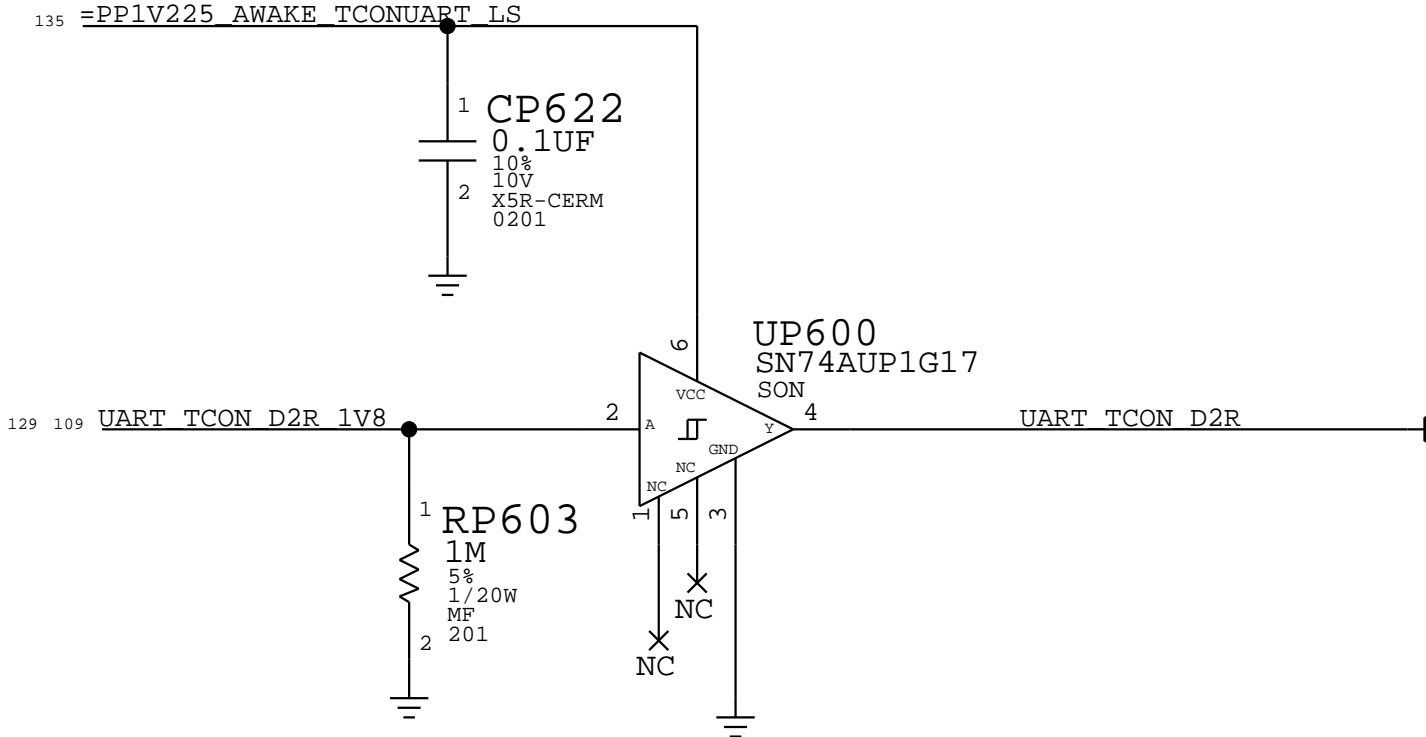 135 =PP1V225_AWAKE_TCONUART_LS
1 CP622
0.1UF
10%
10V
2 X5R-CERM
0201
UP600
6 SN74AUP1G17
SON
VCC
129 109 UART_TCON_D2R_1V8 2 A Y 4 UART_TCON_D2R
GND
NC
NC
1 5 3
1 RP603
1M
5%
1/20W
MF
201
2
NC
NC